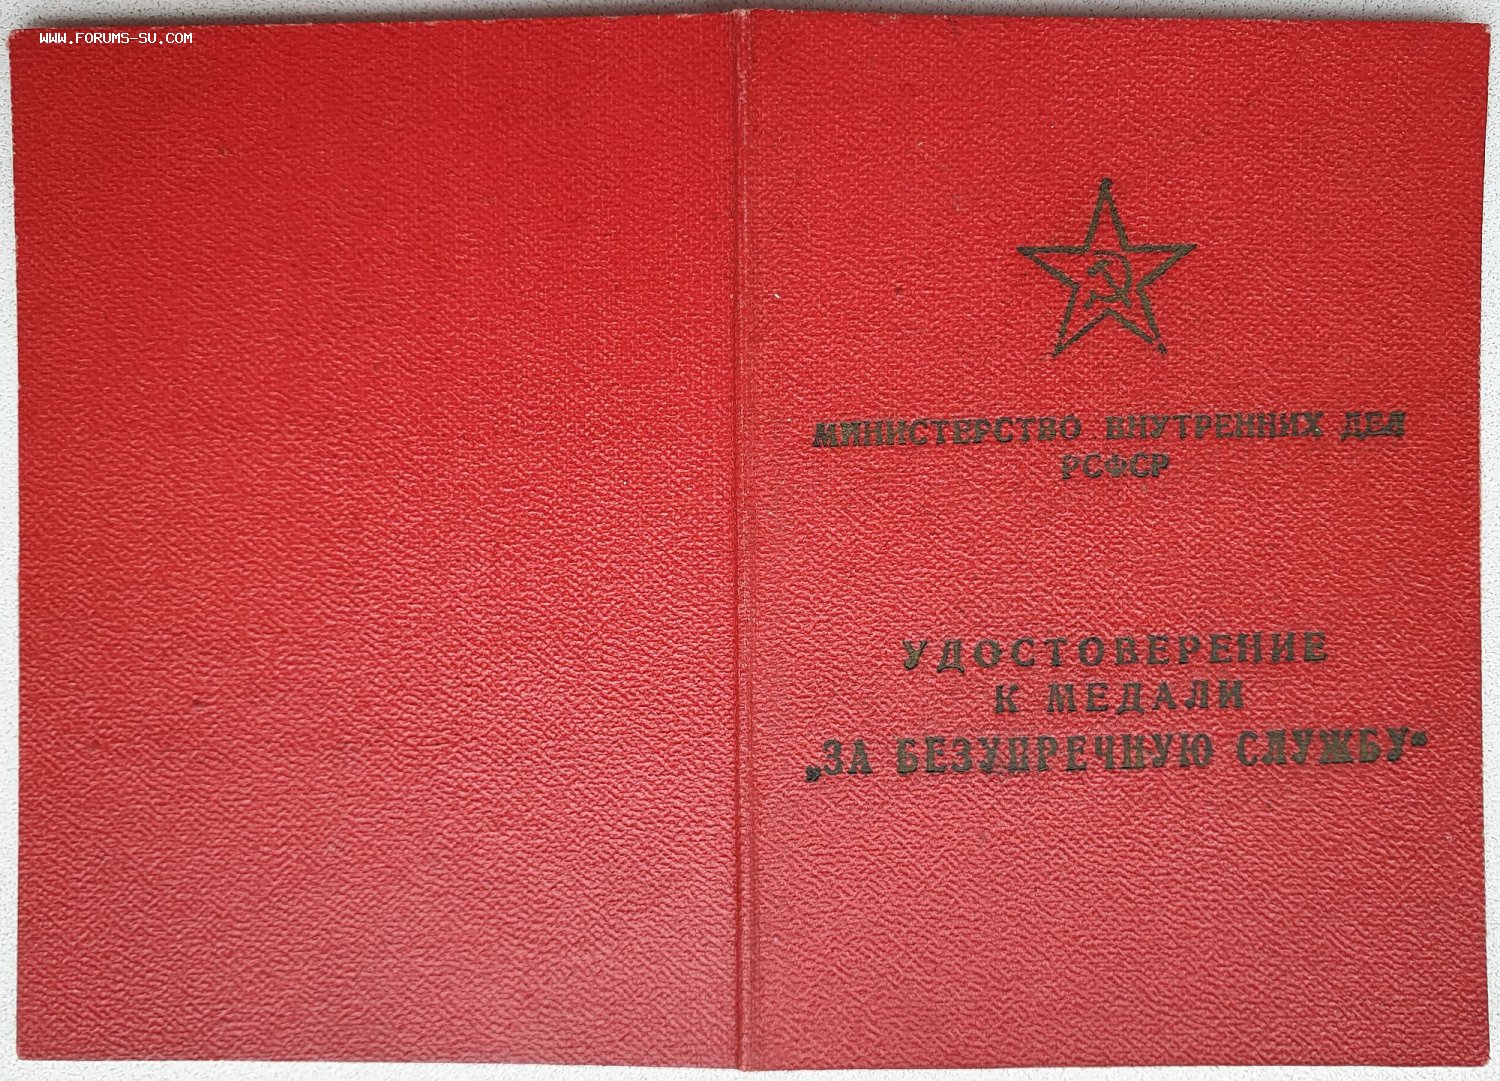 WWW.FORUMS-SU.COM
МИНИСТЕРСТВО ВНУТРЕННИХ ДЕЛ
РСФСР
УДОСТОВЕРЕНИЕ
К МЕДАЛИ
„ЗА БЕЗУПРЕЧНУЮ СЛУЖБУ“